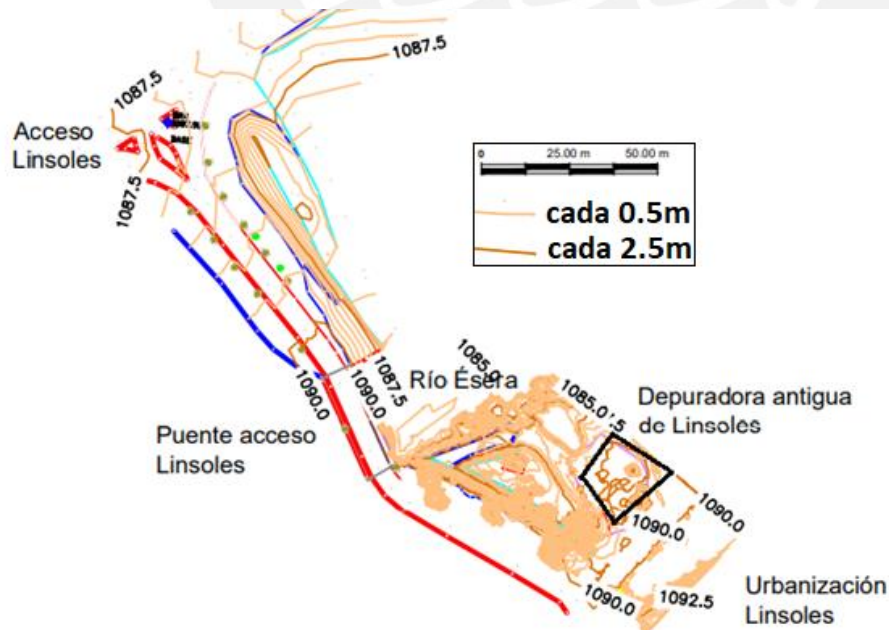 1087.5
1087.5
Acceso
Linsoles
1087.5
0 25.00 m 50.00 m
cada 0.5m
cada 2.5m
1090.0
1090.0
1087.5
Río Ésera
1085.0
1085.0
Depuradora antigua
de Linsoles
Puente acceso
Linsoles
1090.0
1090.0
1090.0
1092.5
Urbanización
Linsoles